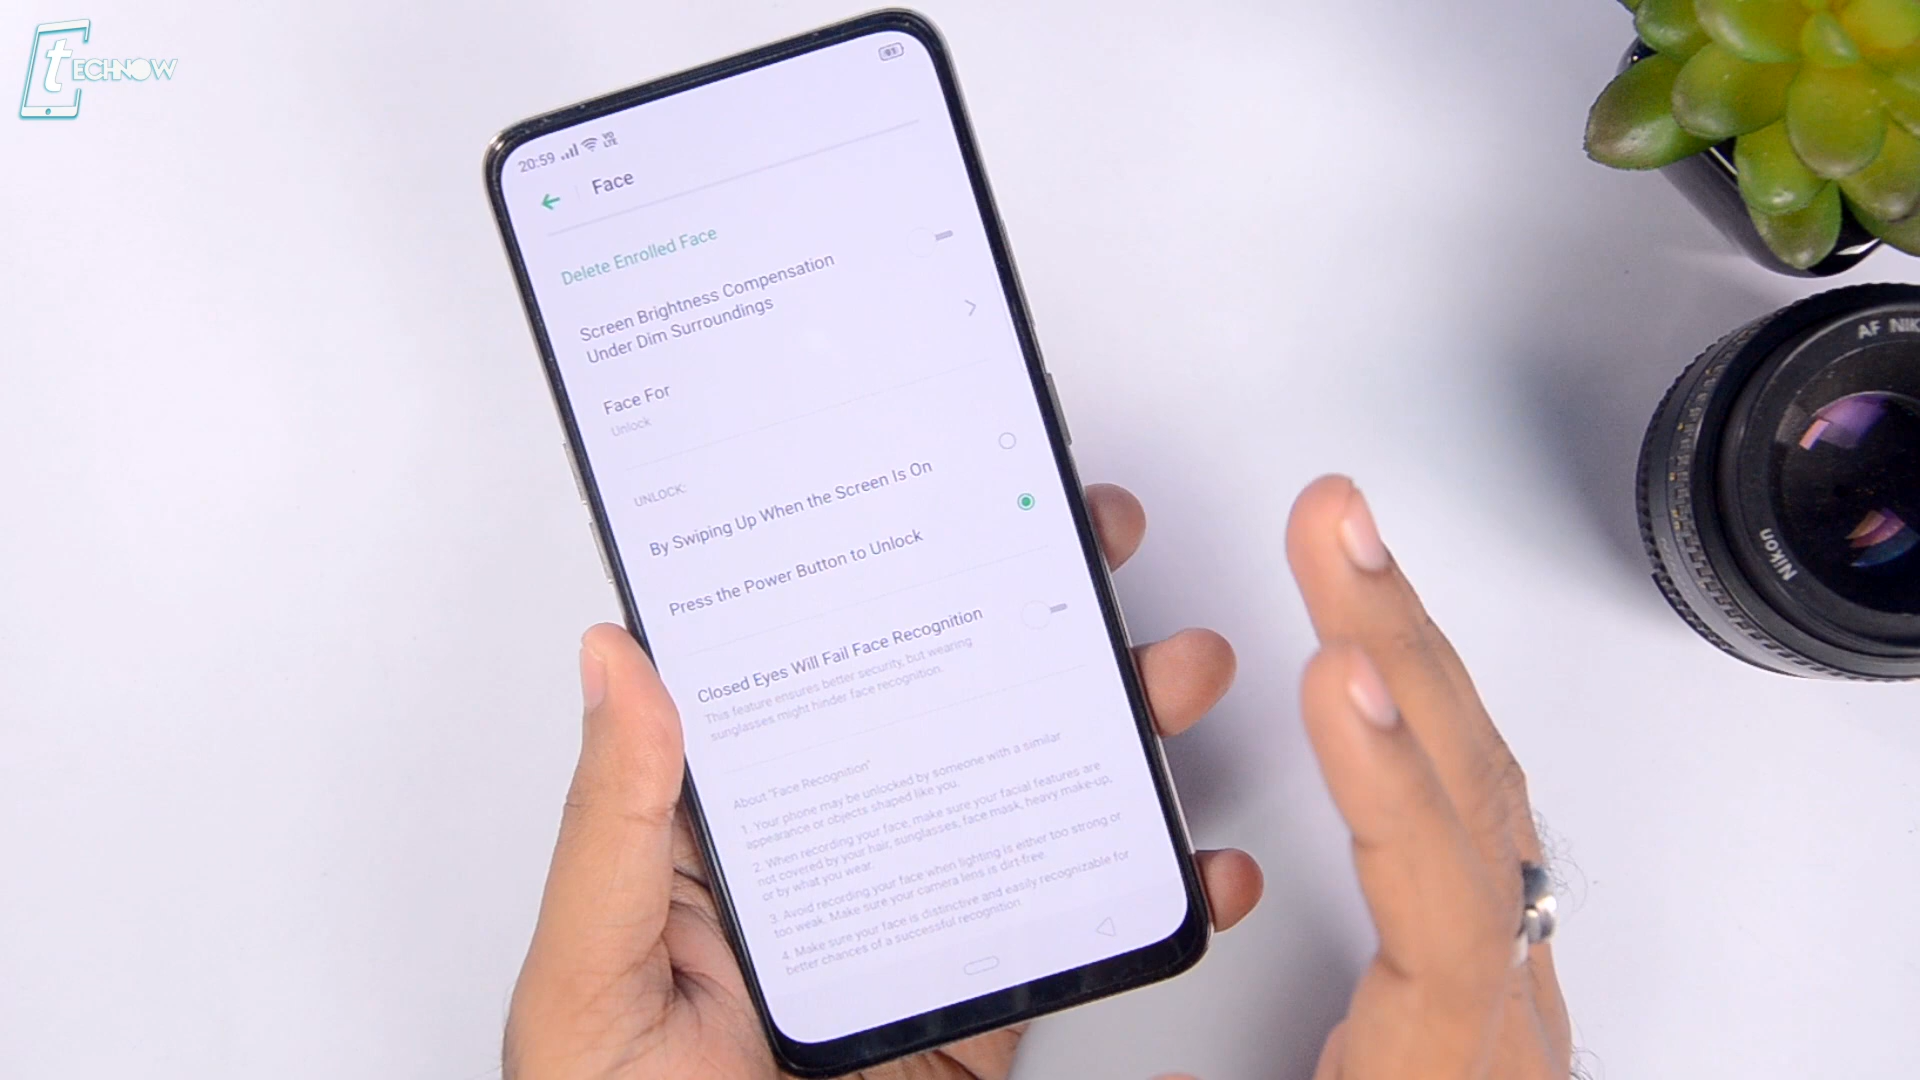 tECHNOW
20:59
VO
LTE
91
Face
Delete Enrolled Face
Screen Brightness Compensation
Under Dim Surroundings
Face For
Unlock
UNLOCK:
By Swiping Up When the Screen Is On
Press the Power Button to Unlock
Closed Eyes Will Fail Face Recognition
This feature ensures better security, but wearing
sunglasses might hinder face recognition.
About "Face Recognition"
1. Your phone may be unlocked by someone with a similar
appearance or objects shaped like you.
2. When recording your face, make sure your facial features are
not covered by your hair, sunglasses, face mask, heavy make-up,
or by what you wear.
3. Avoid recording your face when lighting is either too strong or
too weak. Make sure your camera lens is dirt-free.
4. Make sure your face is distinctive and easily recognizable for
better chances of a successful recognition.
AF
Nikon